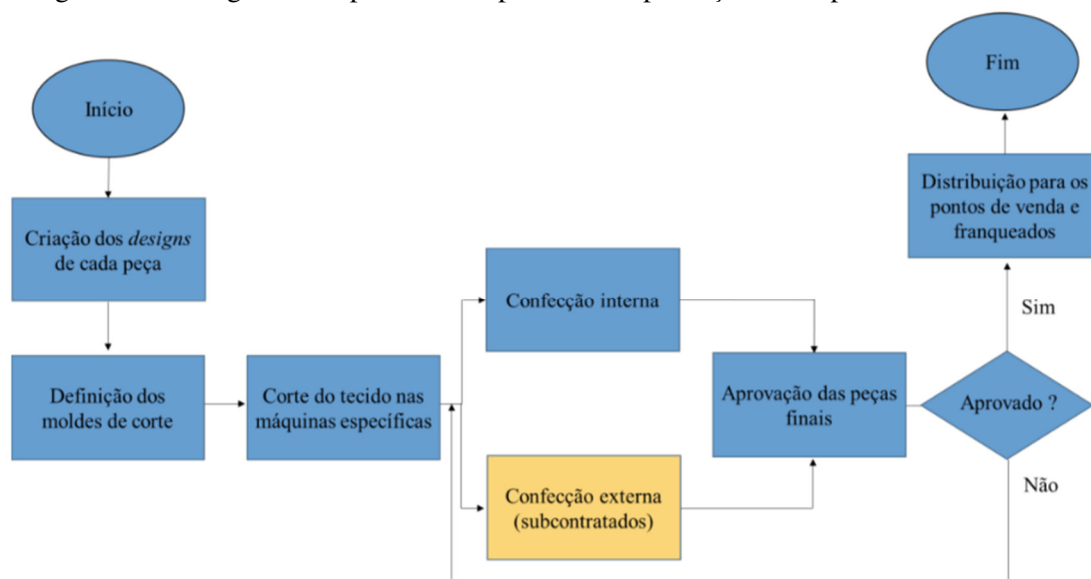 Início
Criação dos designs
de cada peça
Definição dos
moldes de corte
Corte do tecido nas
máquinas específicas
Confecção interna
Confecção externa
(subcontratados)
Aprovação das peças
finais
Aprovado ?
Sim
Não
Distribuição para os
pontos de venda e
franqueados
Fim